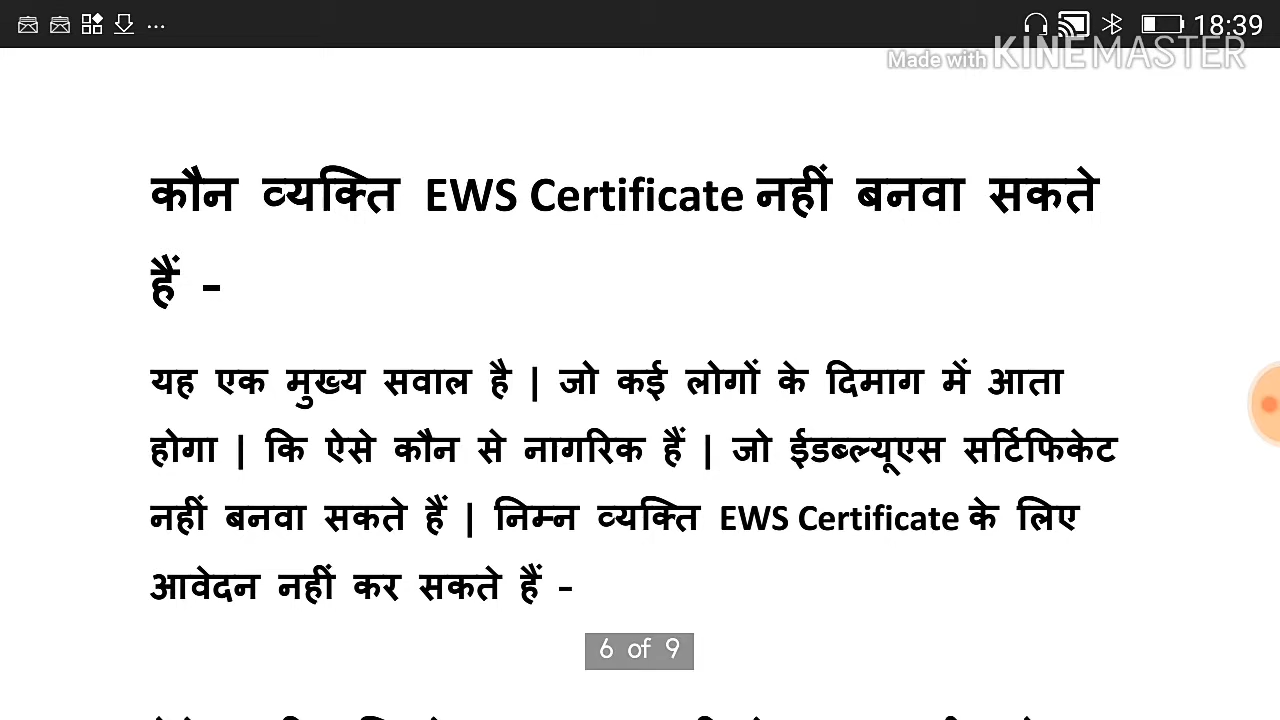 ... 18:39
Made with KINEMASTER
कौन व्यक्ति EWS Certificate नहीं बनवा सकते
हैं -
यह एक मुख्य सवाल है | जो कई लोगों के दिमाग में आता
होगा | कि ऐसे कौन से नागरिक हैं | जो ईडब्ल्यूएस सर्टिफिकेट
नहीं बनवा सकते हैं | निम्न व्यक्ति EWS Certificate के लिए
आवेदन नहीं कर सकते हैं -
6 of 9